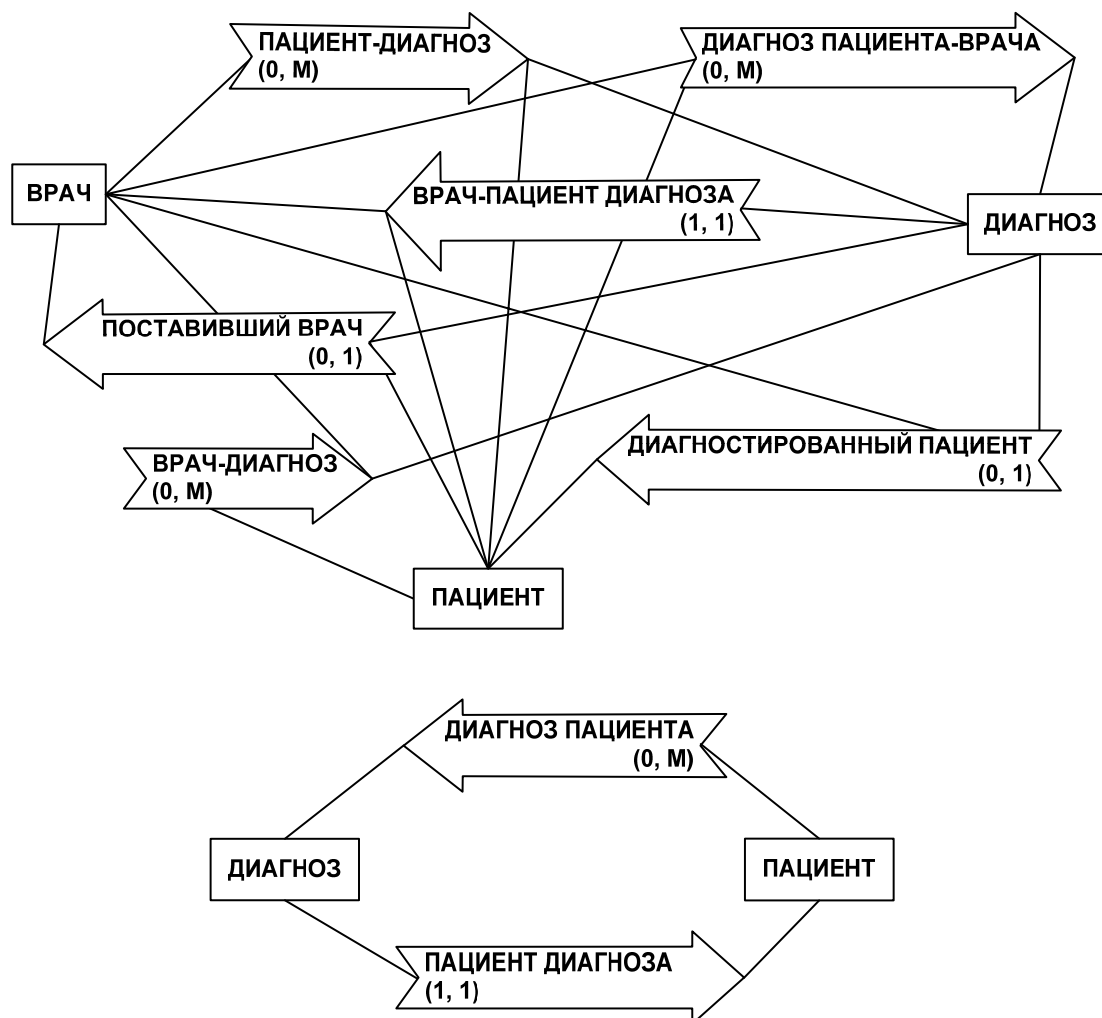 ПАЦИЕНТ-ДИАГНОЗ
(0, M)
ДИАГНОЗ ПАЦИЕНТА-ВРАЧА
(0, M)
ВРАЧ
ВРАЧ-ПАЦИЕНТ ДИАГНОЗА
(1, 1)
ДИАГНОЗ
ПОСТАВИВШИЙ ВРАЧ
(0, 1)
ВРАЧ-ДИАГНОЗ
(0, M)
ДИАГНОСТИРОВАННЫЙ ПАЦИЕНТ
(0, 1)
ПАЦИЕНТ
ДИАГНОЗ ПАЦИЕНТА
(0, M)
ДИАГНОЗ
ПАЦИЕНТ
ПАЦИЕНТ ДИАГНОЗА
(1, 1)